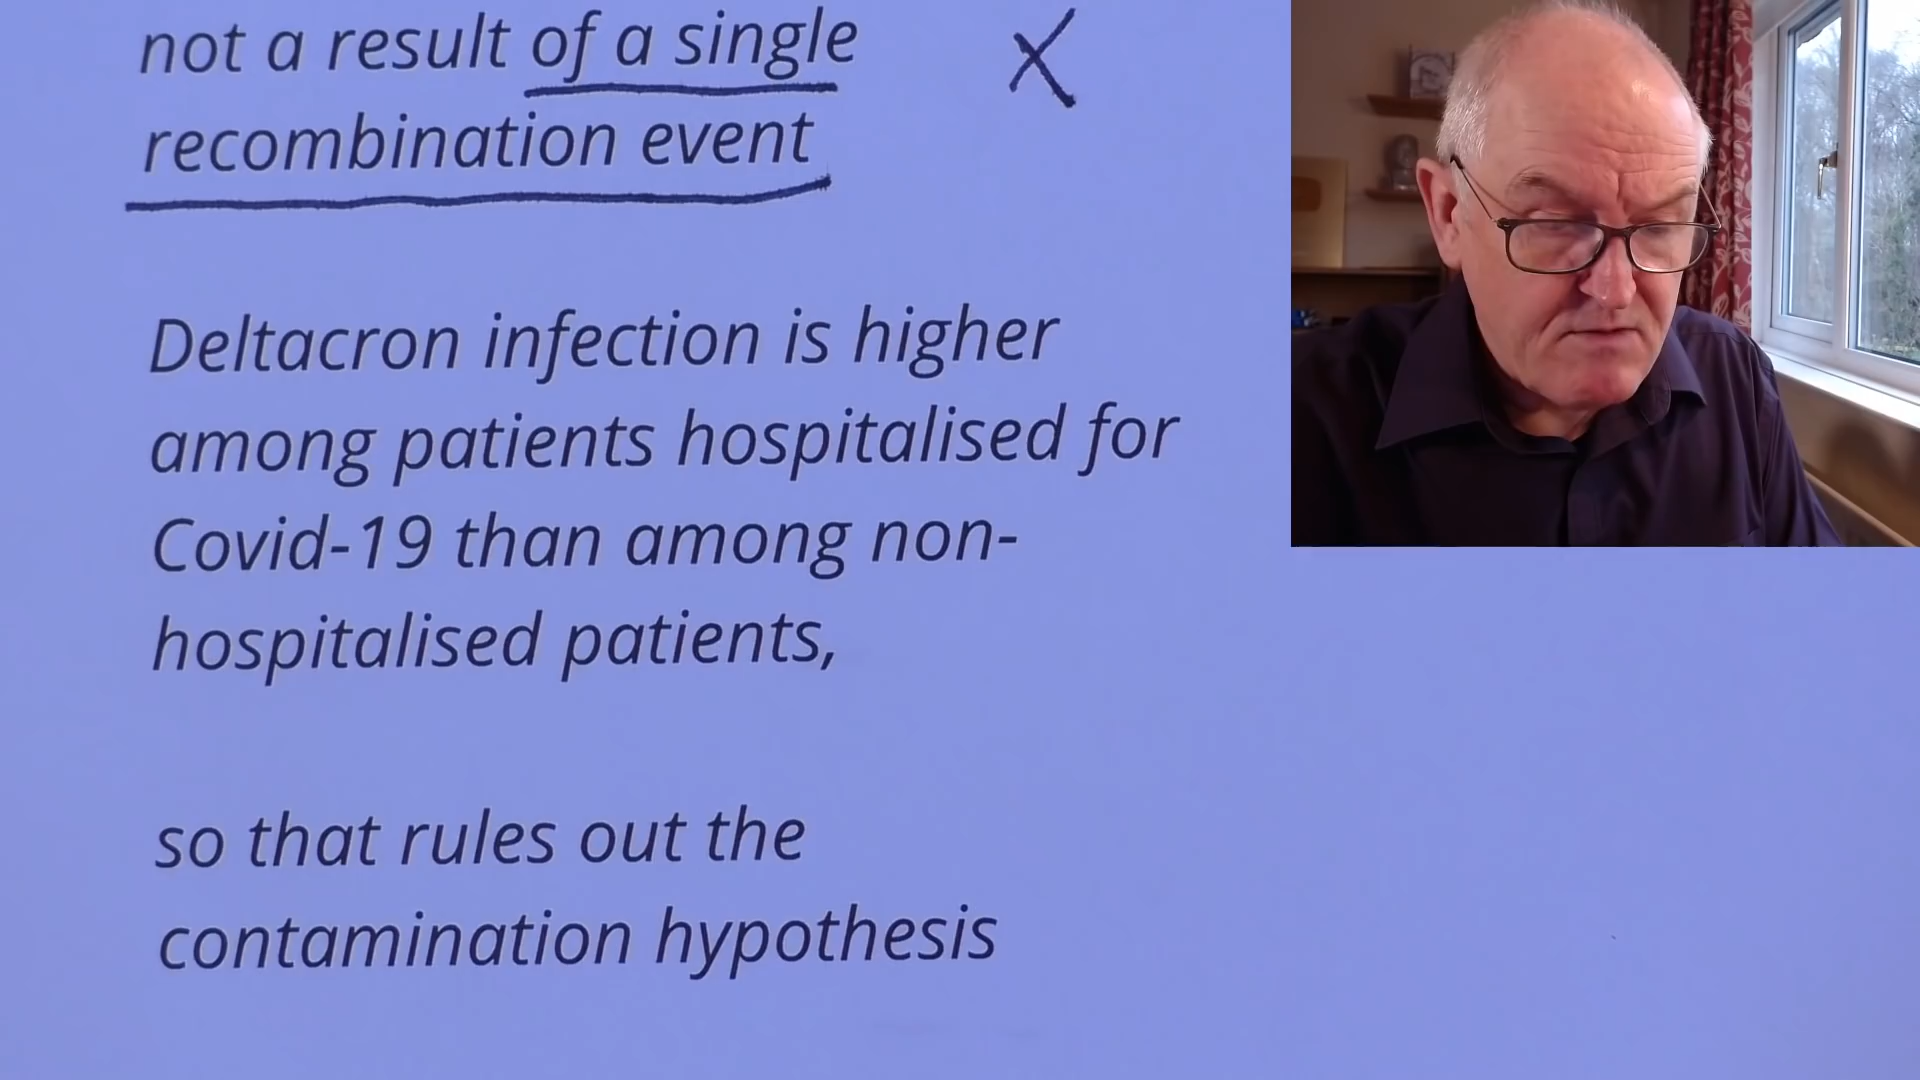 not a result of a single
recombination event
Deltacron infection is higher
among patients hospitalised for
Covid-19 than among non-
hospitalised patients,
so that rules out the
contamination hypothesis